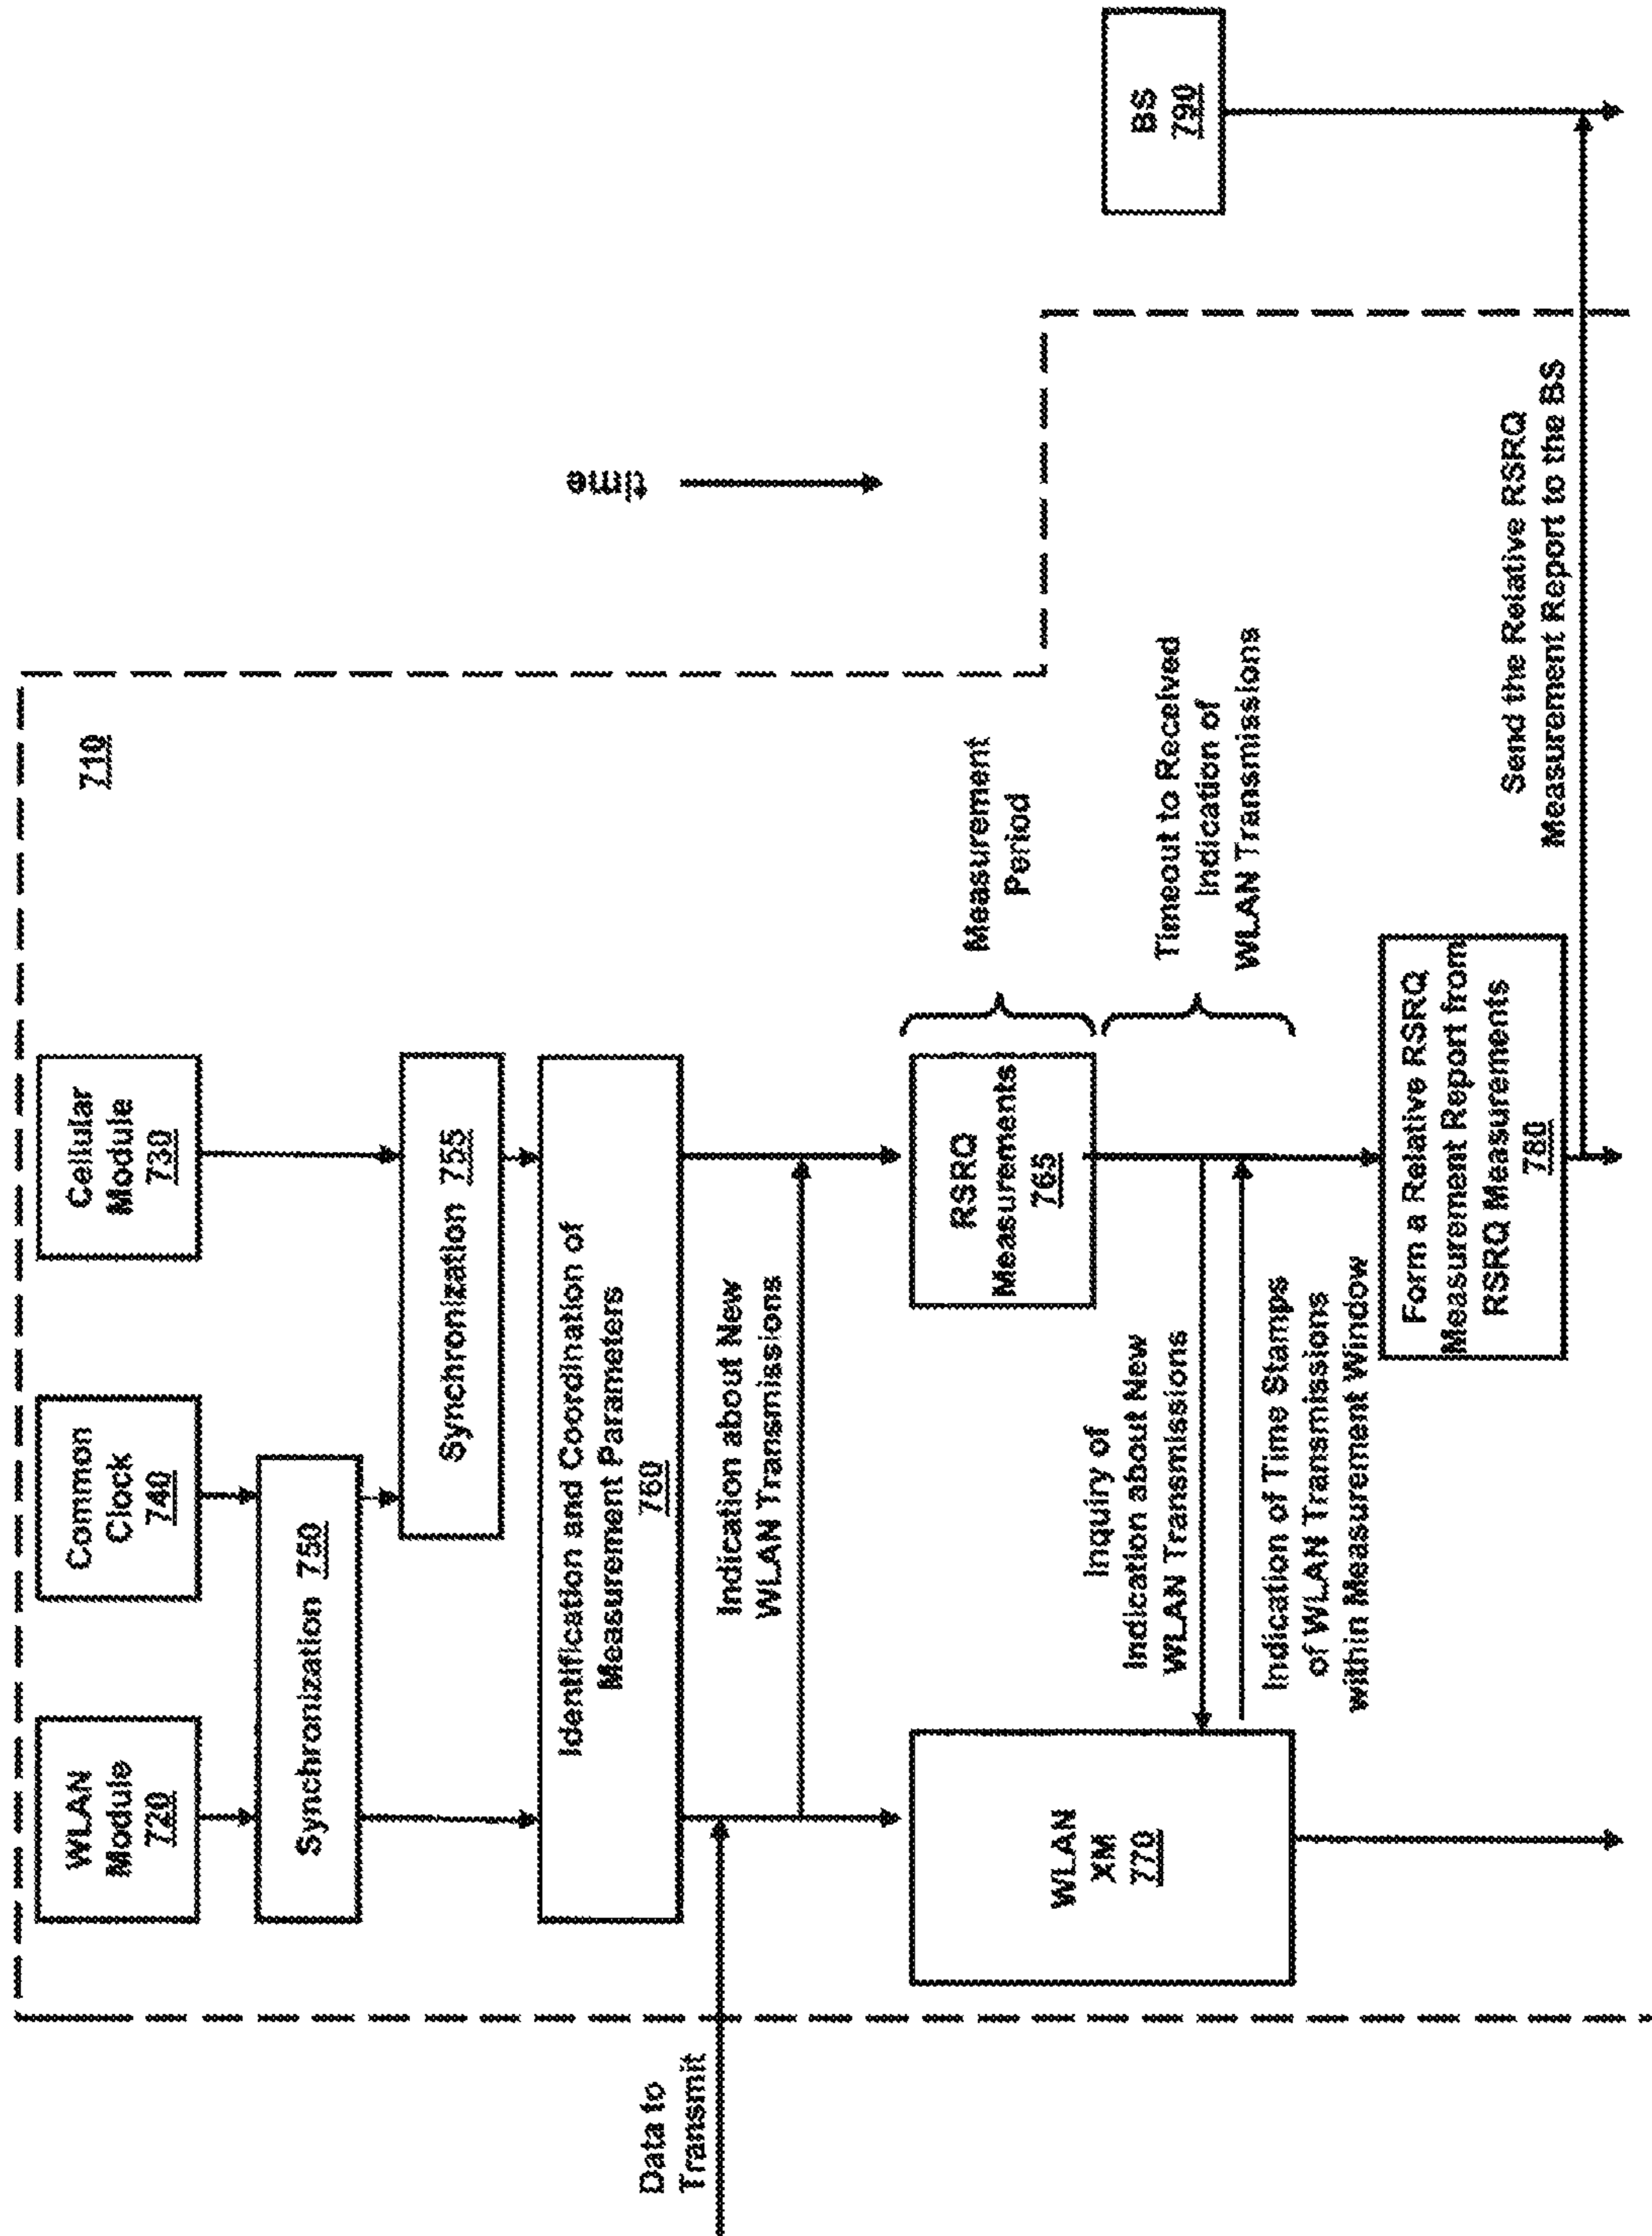 710
WLAN
Module
720
Common
Clock
740
Cellular
Module
730
Synchronization 750
Synchronization 755
Identification and Coordination of
Measurement Parameters
760
time
Data to
Transmit
Indication about New
WLAN Transmissions
RSRQ
Measurements
765
Measurement
Period
WLAN
XM
770
Inquiry of
Indication about New
WLAN Transmissions
Indication of Time Stamps
of WLAN Transmissions
within Measurement Window
Timeout to Received
Indication of
WLAN Transmissions
BS
790
Form a Relative RSRQ
Measurement Report from
RSRQ Measurements
780
Send the Relative RSRQ
Measurement Report to the BS